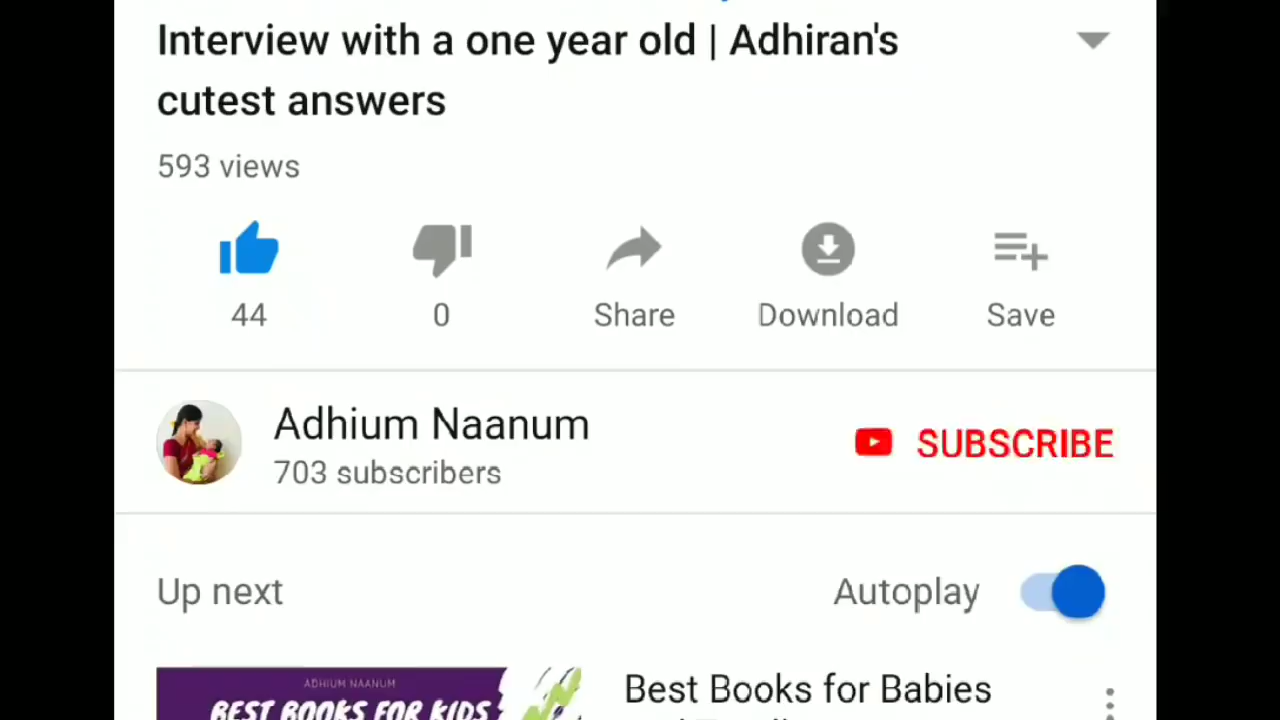 Interview with a one year old | Adhiran's
cutest answers
593 views
44
0
Share
Download
Save
Adhium Naanum
703 subscribers
SUBSCRIBE
Up next
Autoplay
ADHIUM NAANUM
BEST BOOKS FOR KIDS
Best Books for Babies